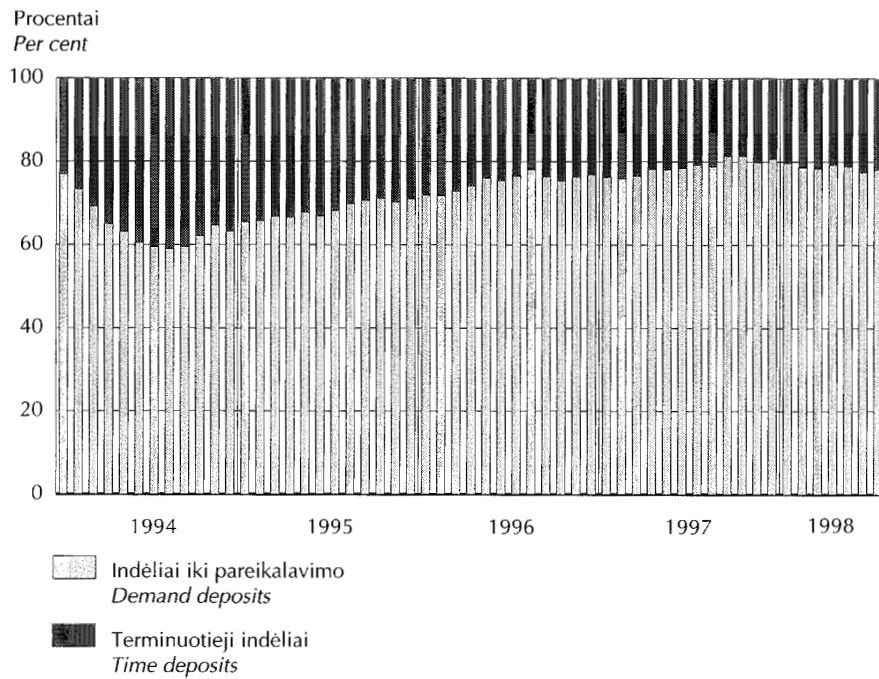 Procentai
Per cent
100
80
60
40
20
0
1994 1995 1996 1997 1998
Indėliai iki pareikalavimo
Demand deposits
Terminuotieji indėliai
Time deposits